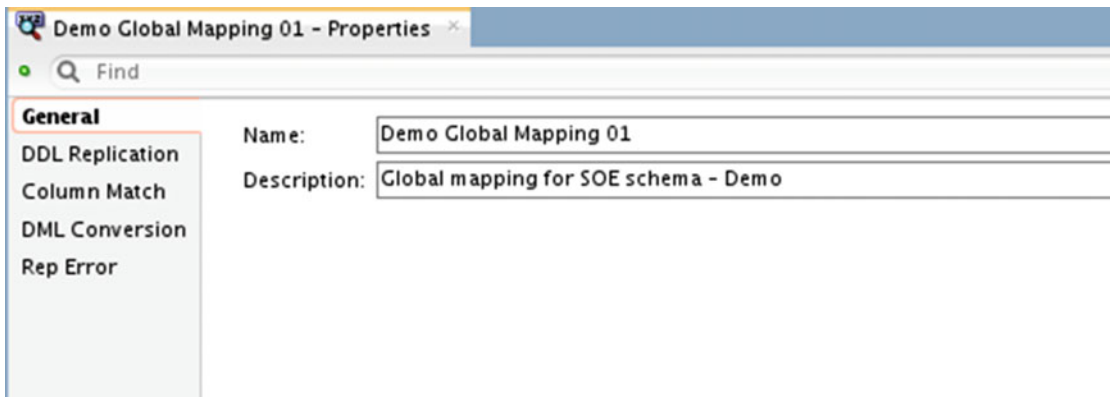 Demo Global Mapping 01 - Properties
Find
General
DDL Replication
Column Match
DML Conversion
Rep Error
Name: Demo Global Mapping 01
Description: Global mapping for SOE schema - Demo